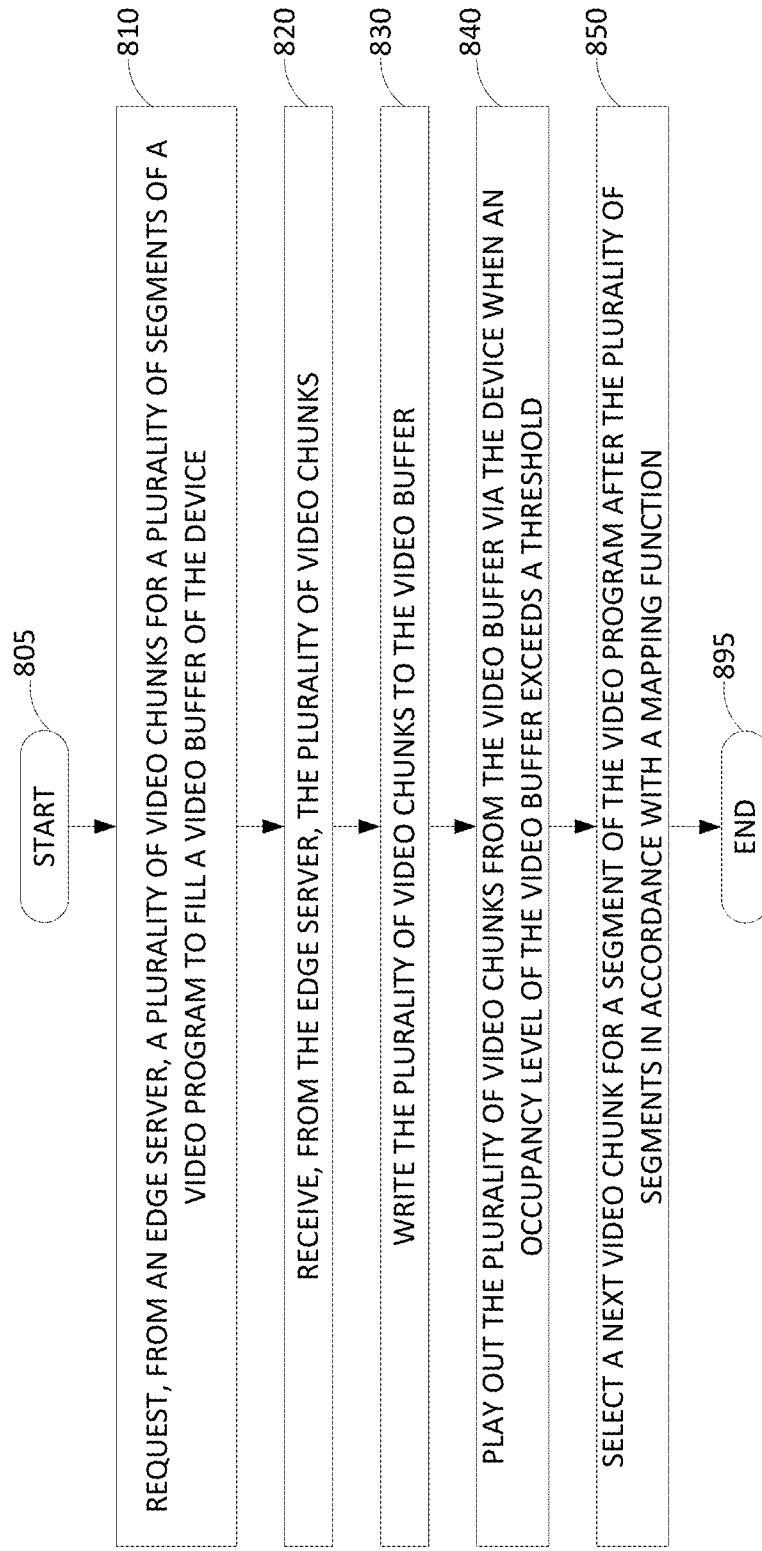 START
805
REQUEST, FROM AN EDGE SERVER, A PLURALITY OF VIDEO CHUNKS FOR A PLURALITY OF SEGMENTS OF A
VIDEO PROGRAM TO FILL A VIDEO BUFFER OF THE DEVICE
810
RECEIVE, FROM THE EDGE SERVER, THE PLURALITY OF VIDEO CHUNKS
820
WRITE THE PLURALITY OF VIDEO CHUNKS TO THE VIDEO BUFFER
830
PLAY OUT THE PLURALITY OF VIDEO CHUNKS FROM THE VIDEO BUFFER VIA THE DEVICE WHEN AN
OCCUPANCY LEVEL OF THE VIDEO BUFFER EXCEEDS A THRESHOLD
840
SELECT A NEXT VIDEO CHUNK FOR A SEGMENT OF THE VIDEO PROGRAM AFTER THE PLURALITY OF
SEGMENTS IN ACCORDANCE WITH A MAPPING FUNCTION
850
END
895